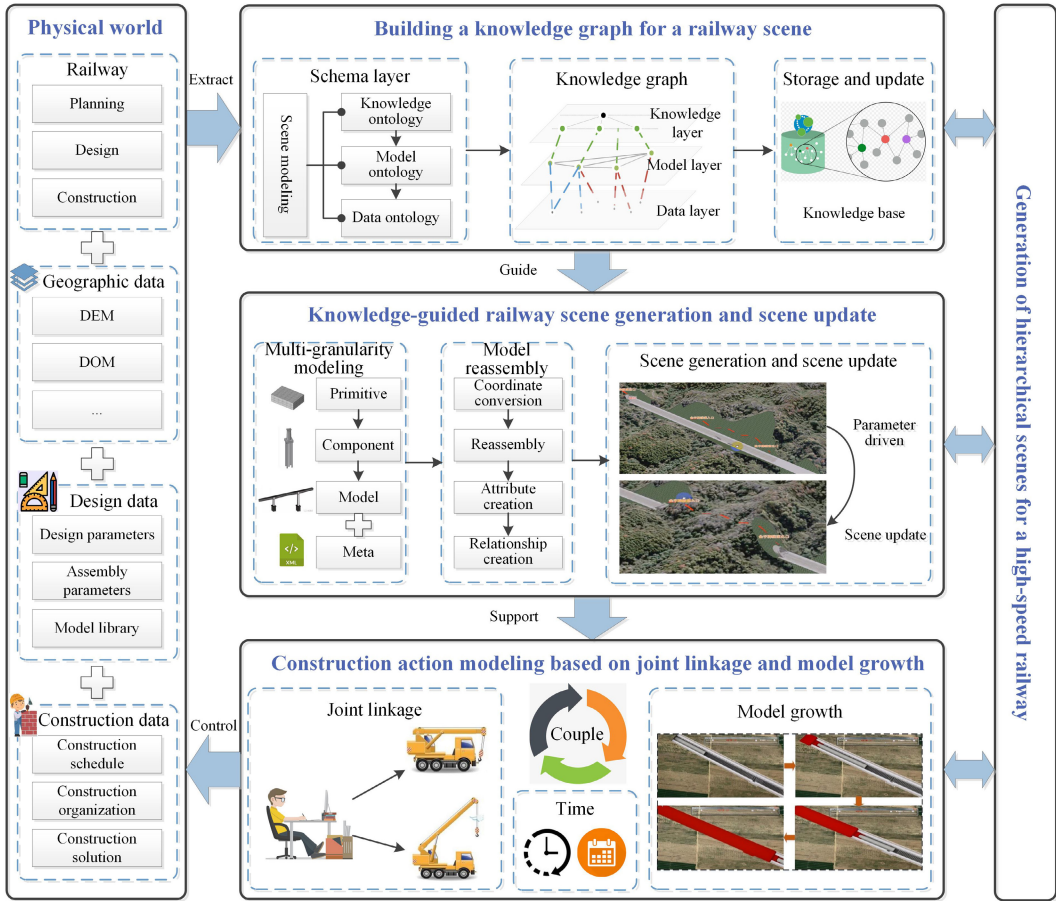 Physical world
Railway
Planning
Design
Construction
Geographic data
DEM
DOM
...
Design data
Design parameters
Assembly
parameters
Model library
Construction data
Construction
schedule
Construction
organization
Construction
solution
Extract
Building a knowledge graph for a railway scene
Schema layer
Scene modeling
Knowledge
ontology
Model
ontology
Data ontology
Knowledge graph
Knowledge
layer
Model layer
Data layer
Storage and update
Knowledge base
Guide
Knowledge-guided railway scene generation and scene update
Multi-granularity
modeling
Primitive
Component
Model
</>
XML
Meta
Model
reassembly
Coordinate
conversion
Reassembly
Attribute
creation
Relationship
creation
Scene generation and scene update
Parameter
driven
Scene update
Support
Control
Construction action modeling based on joint linkage and model growth
Joint linkage
Couple
Time
Model growth
Generation of hierarchical scenes for a high-speed railway